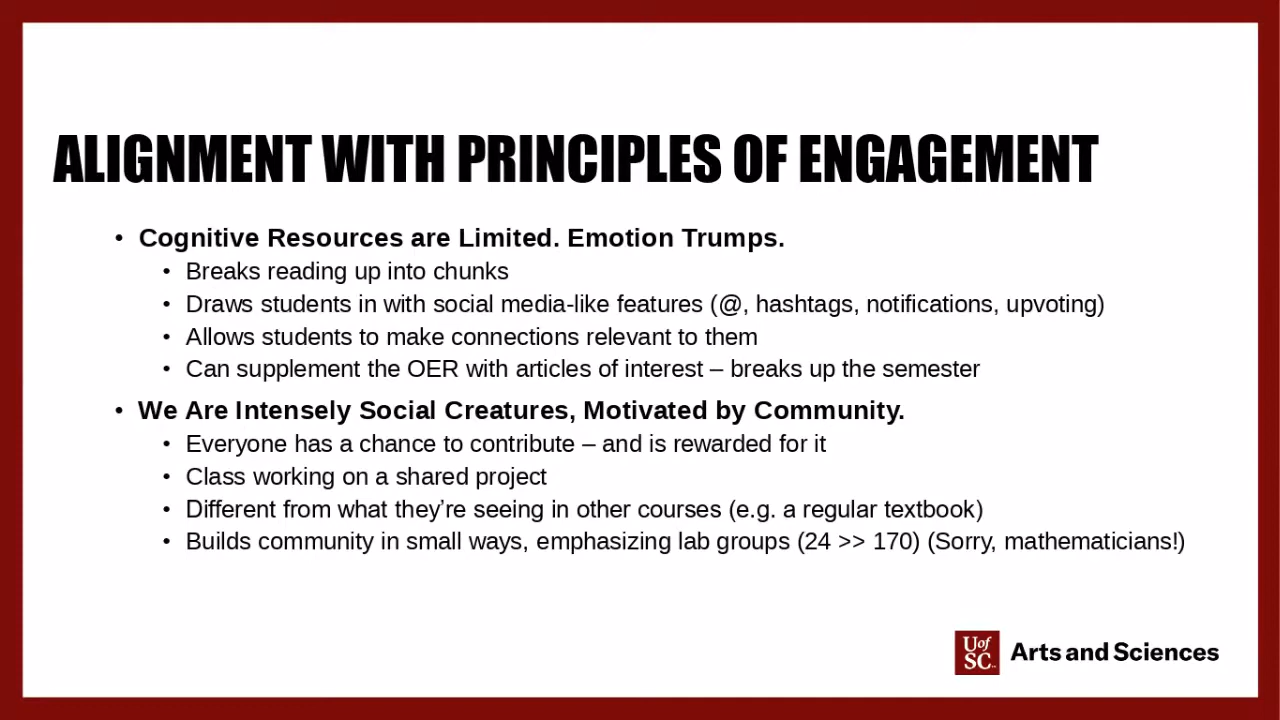 ALIGNMENT WITH PRINCIPLES OF ENGAGEMENT
• Cognitive Resources are Limited. Emotion Trumps.
• Breaks reading up into chunks
• Draws students in with social media-like features (@, hashtags, notifications, upvoting)
• Allows students to make connections relevant to them
• Can supplement the OER with articles of interest – breaks up the semester
• We Are Intensely Social Creatures, Motivated by Community.
• Everyone has a chance to contribute – and is rewarded for it
• Class working on a shared project
• Different from what they’re seeing in other courses (e.g. a regular textbook)
• Builds community in small ways, emphasizing lab groups (24 >> 170) (Sorry, mathematicians!)
U of
SC
Arts and Sciences